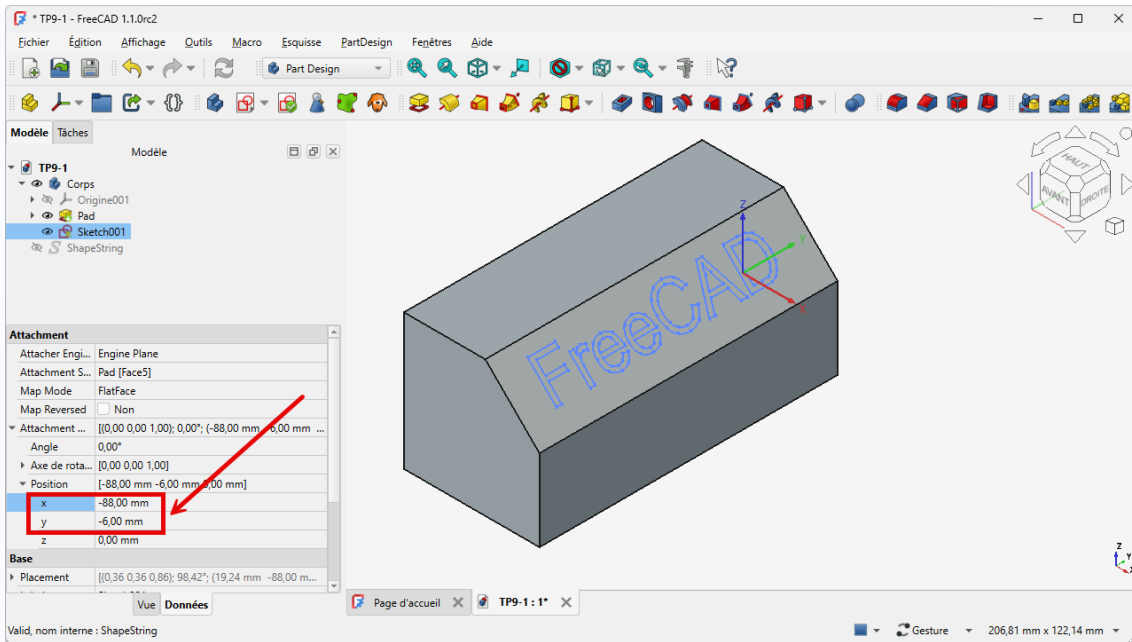 * TP9-1 - FreeCAD 1.1.0rc2
Fichier Édition Affichage Outils Macro Esquisse PartDesign Fenêtres Aide
Part Design
Modèle Tâches
Modèle
TP9-1
Corps
Origine001
Pad
Sketch001
ShapeString
Attachment
Attacher Engi... Engine Plane
Attachment S... Pad [Face5]
Map Mode FlatFace
Map Reversed Non
Attachment ... [(0,00 0,00 1,00); 0,00°; (-88,00 mm -6,00 mm ...
Angle 0,00°
Axe de rota... [0,00 0,00 1,00]
Position [-88,00 mm -6,00 mm 0,00 mm]
x -88,00 mm
y -6,00 mm
z 0,00 mm
Base
Placement [(0,36 0,36 0,86); 98,42°; (19,24 mm -88,00 m...
Vue Données
FreeCAD
Z
Y
X
HAUT
AVANT
DROITE
Z
Y
X
Page d'accueil TP9-1 : 1*
Valid, nom interne : ShapeString
Gesture 206,81 mm x 122,14 mm